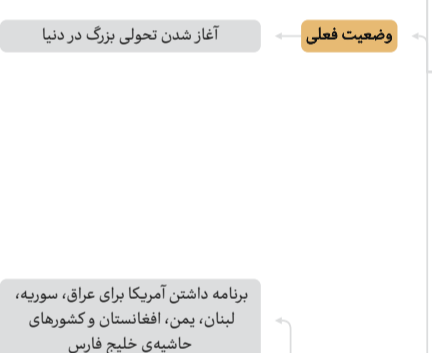 وضعیت فعلی
آغاز شدن تحولی بزرگ در دنیا
برنامه داشتن آمریکا برای عراق، سوریه،
لبنان، یمن، افغانستان و کشورهای
حاشیه‌ی خلیج فارس